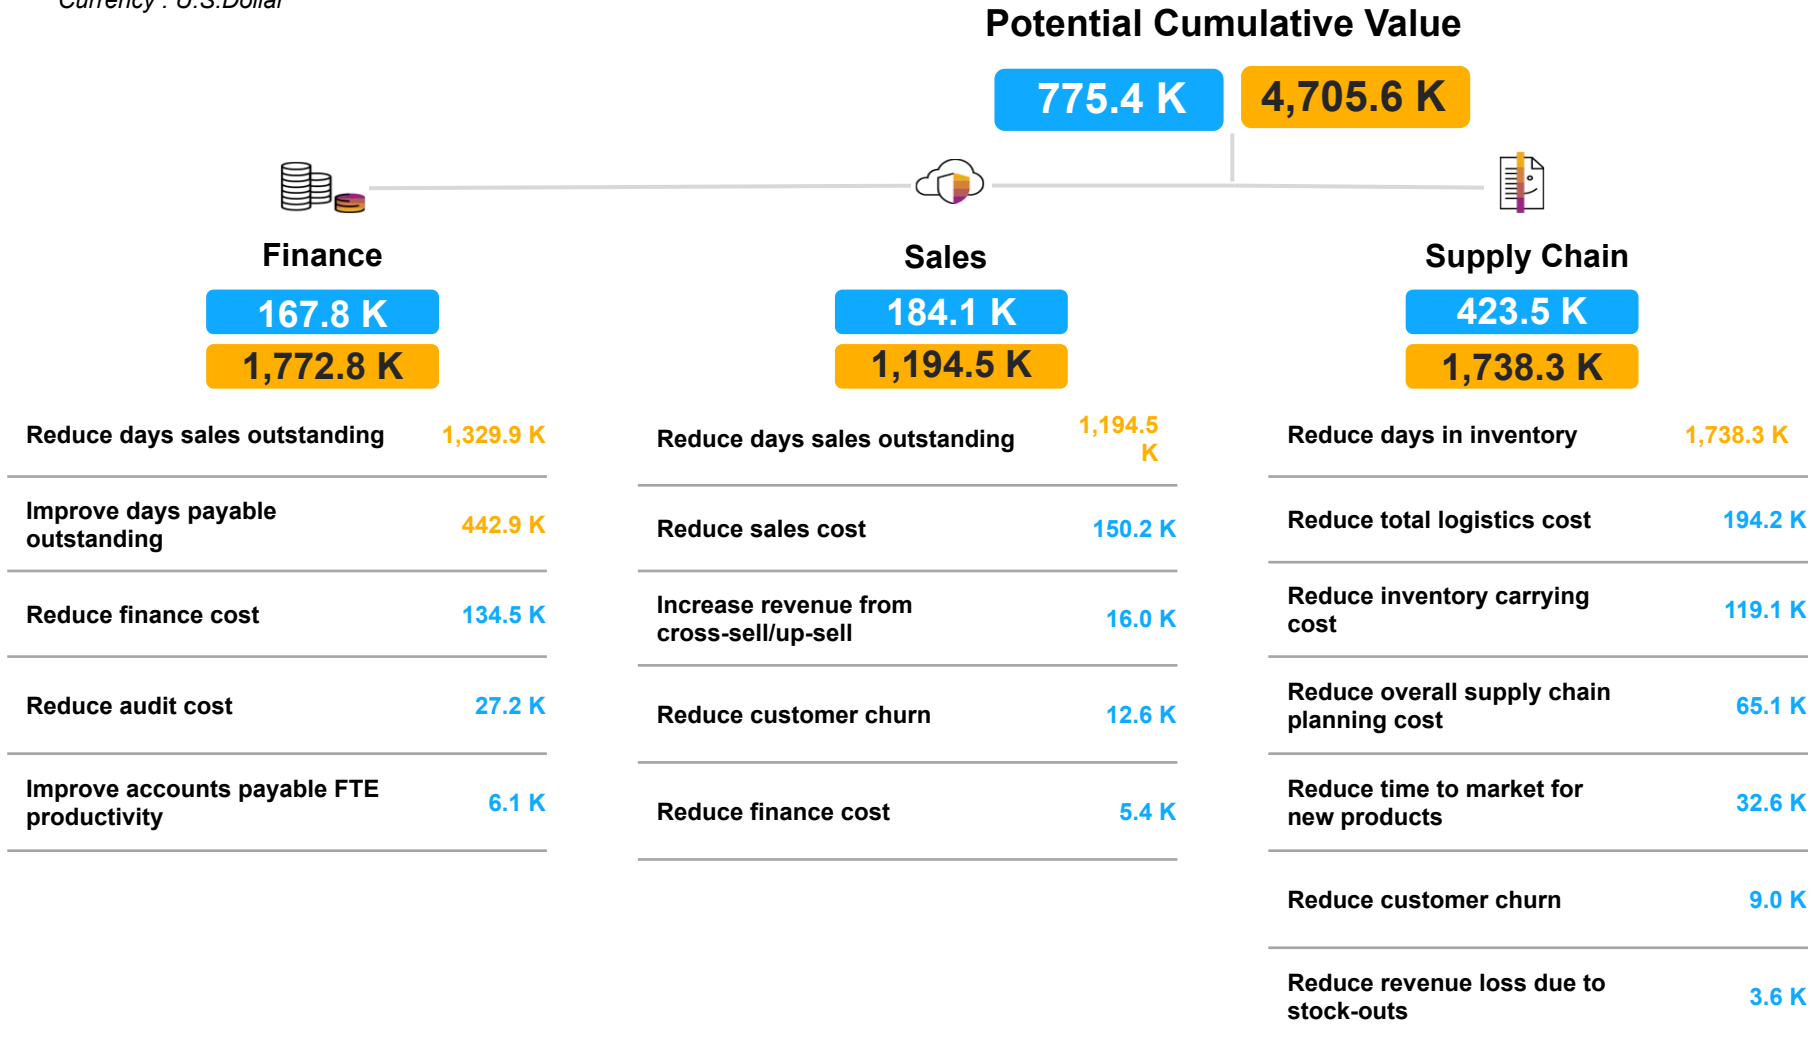 Currency : U.S.Dollar
Potential Cumulative Value
775.4 K
4,705.6 K
Finance
167.8 K
1,772.8 K
Reduce days sales outstanding 1,329.9 K
Improve days payable
outstanding
442.9 K
Reduce finance cost 134.5 K
Reduce audit cost 27.2 K
Improve accounts payable FTE
productivity
6.1 K
Sales
184.1 K
1,194.5 K
Reduce days sales outstanding
1,194.5
K
Reduce sales cost 150.2 K
Increase revenue from
cross-sell/up-sell
16.0 K
Reduce customer churn 12.6 K
Reduce finance cost 5.4 K
Supply Chain
423.5 K
1,738.3 K
Reduce days in inventory 1,738.3 K
Reduce total logistics cost 194.2 K
Reduce inventory carrying
cost
119.1 K
Reduce overall supply chain
planning cost
65.1 K
Reduce time to market for
new products
32.6 K
Reduce customer churn 9.0 K
Reduce revenue loss due to
stock-outs
3.6 K